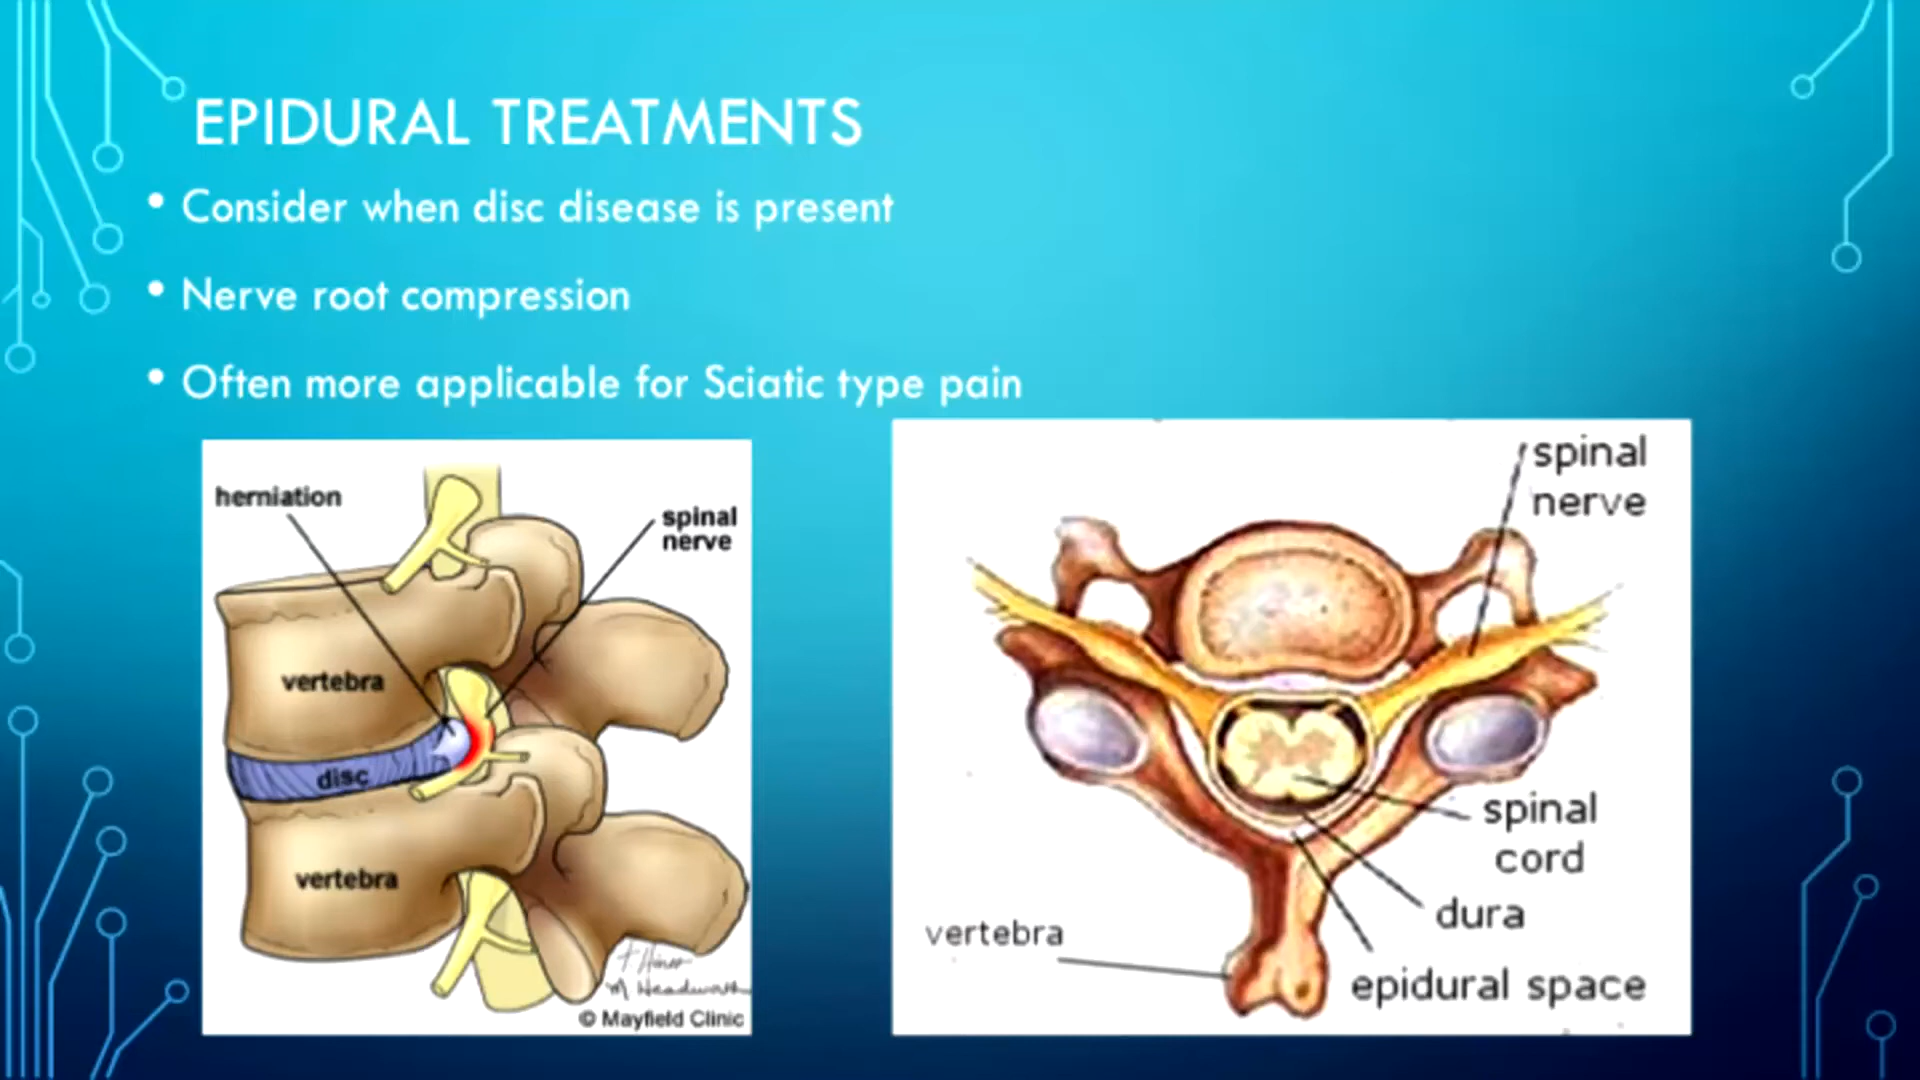 EPIDURAL TREATMENTS
• Consider when disc disease is present
• Nerve root compression
• Often more applicable for Sciatic type pain
herniation
spinal
nerve
vertebra
disc
vertebra
© Mayfield Clinic
spinal
nerve
spinal
cord
dura
vertebra
epidural space